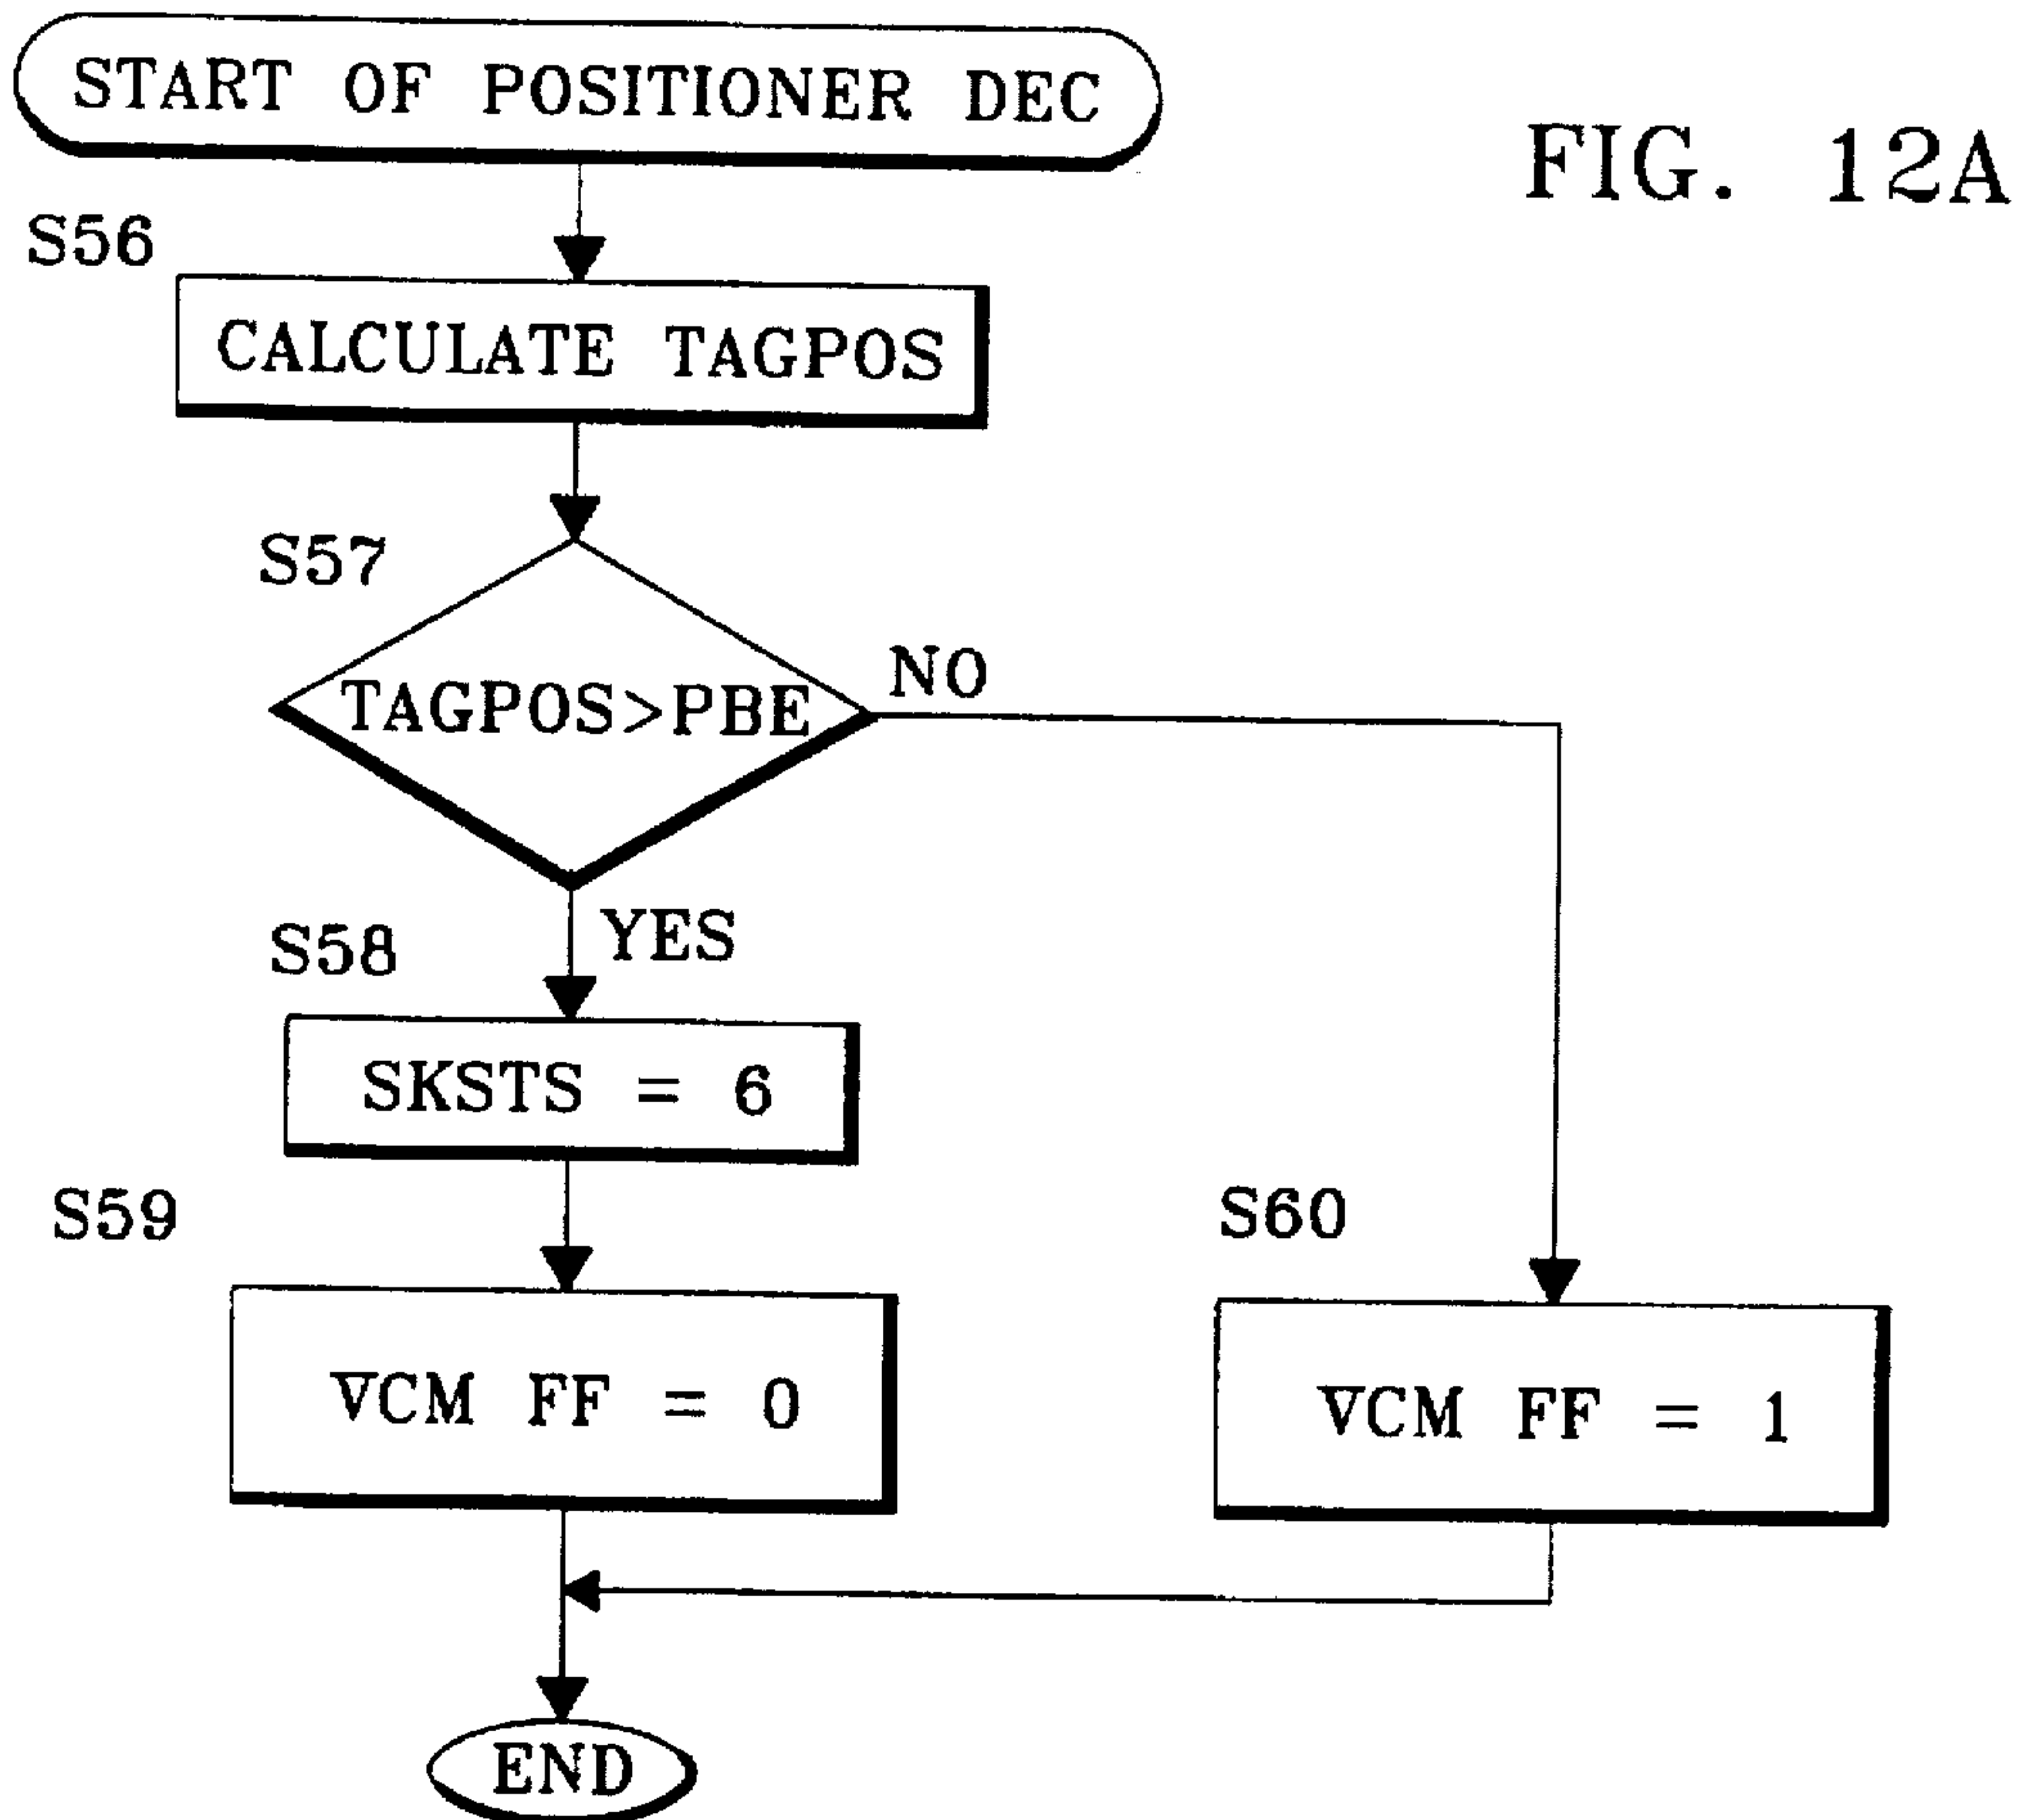 START OF POSITIONER DEC
FIG. 12A
S56
CALCULATE TAGPOS
S57
TAGPOS>PBE
NO
YES
S58
SKSTS = 6
S59
VCM FF = 0
S60
VCM FF = 1
END